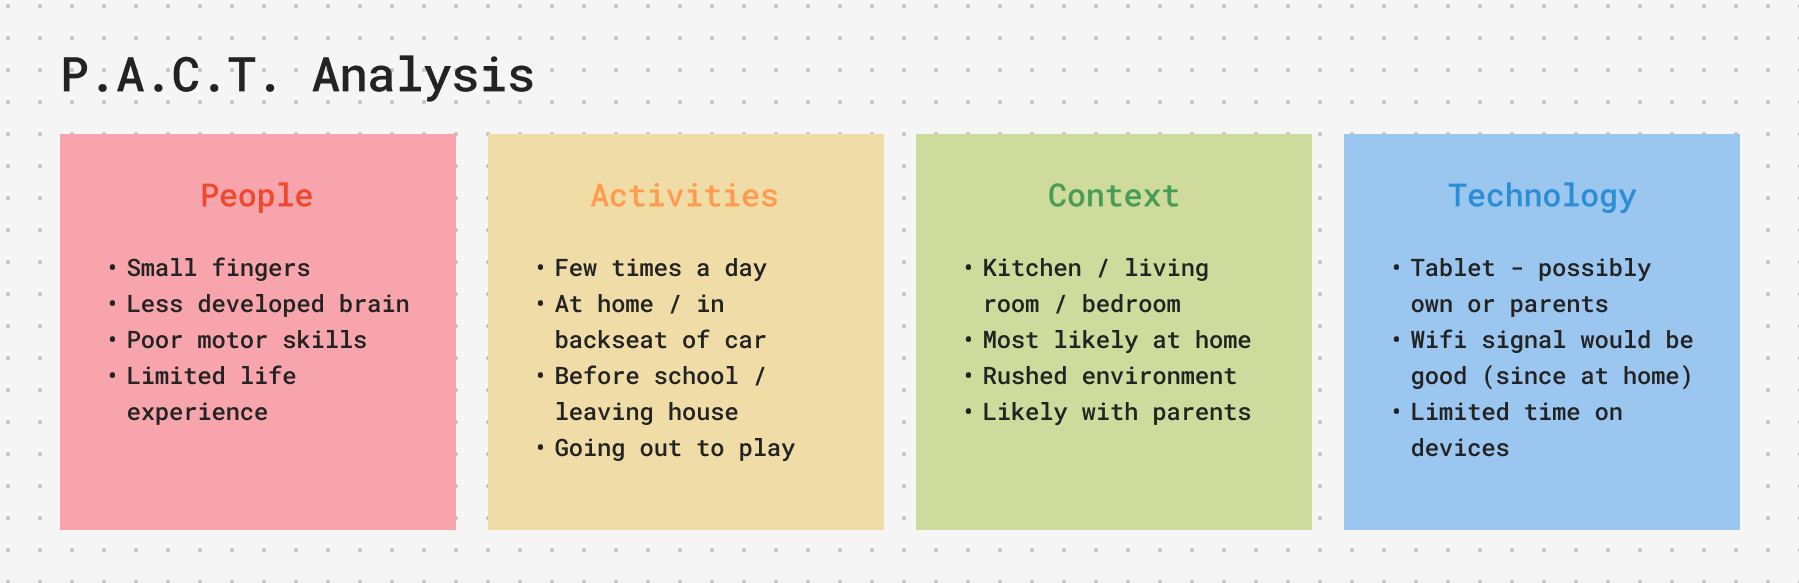 P.A.C.T. Analysis
People
• Small fingers
• Less developed brain
• Poor motor skills
• Limited life
experience
Activities
• Few times a day
• At home / in
backseat of car
• Before school /
leaving house
• Going out to play
Context
• Kitchen / living
room / bedroom
• Most likely at home
• Rushed environment
• Likely with parents
Technology
• Tablet - possibly
own or parents
• Wifi signal would be
good (since at home)
• Limited time on
devices